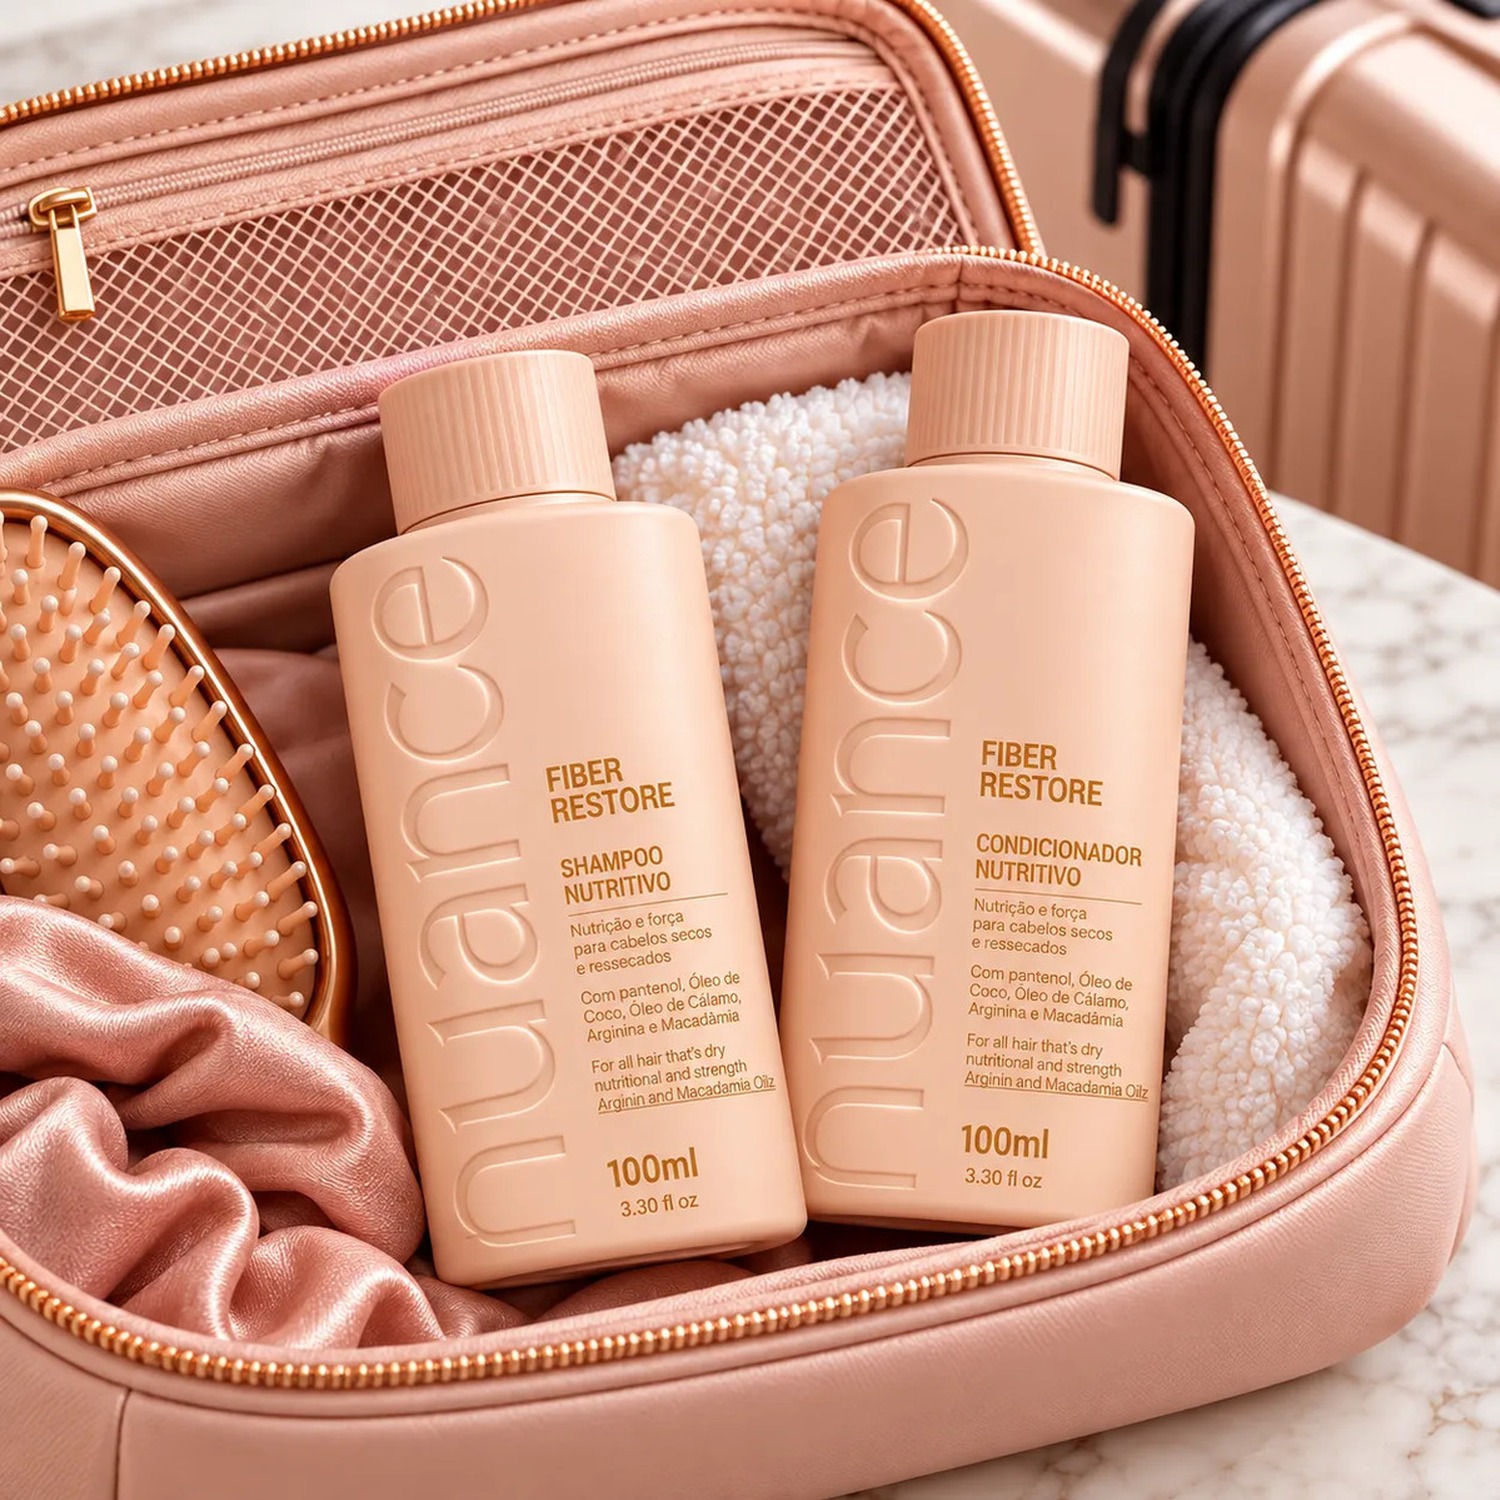 nuance
FIBER
RESTORE
SHAMPOO
NUTRITIVO
Nutrição e força
para cabelos secos
e ressecados
Com pantenol, Óleo de
Coco, Óleo de Cálamo,
Arginina e Macadâmia
For all hair that's dry
nutritional and strength
Arginin and Macadamia Oilz
100ml
3.30 fl oz
nuance
FIBER
RESTORE
CONDICIONADOR
NUTRITIVO
Nutrição e força
para cabelos secos
e ressecados
Com pantenol, Óleo de
Coco, Óleo de Cálamo,
Arginina e Macadâmia
For all hair that's dry
nutritional and strength
Arginin and Macadamia Oilz
100ml
3.30 fl oz